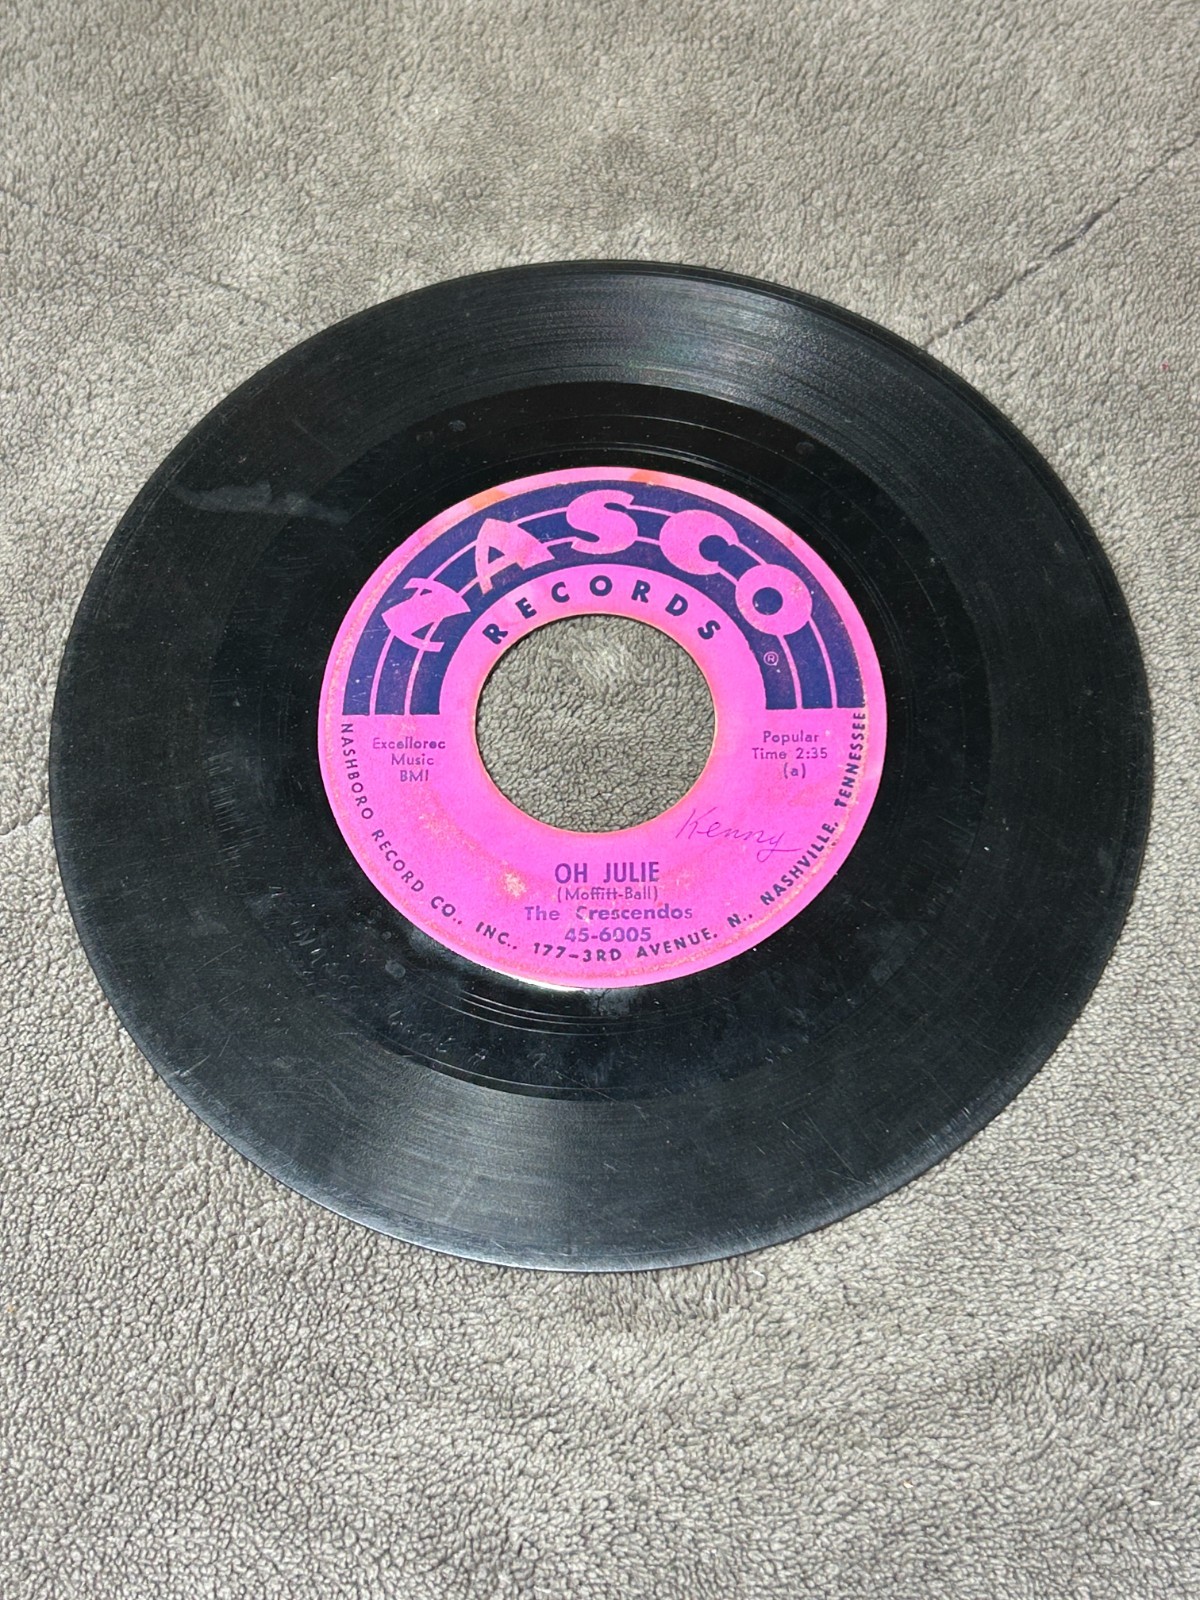 NASCO
RECORDS
®
Excellorec
Music
BMI
Popular
Time 2:35
(a)
Kenny
OH JULIE
(Moffitt-Ball)
The Crescendos
45-6005
NASHBORO RECORD CO., INC., 177-3RD AVENUE, N., NASHVILLE, TENNESSEE